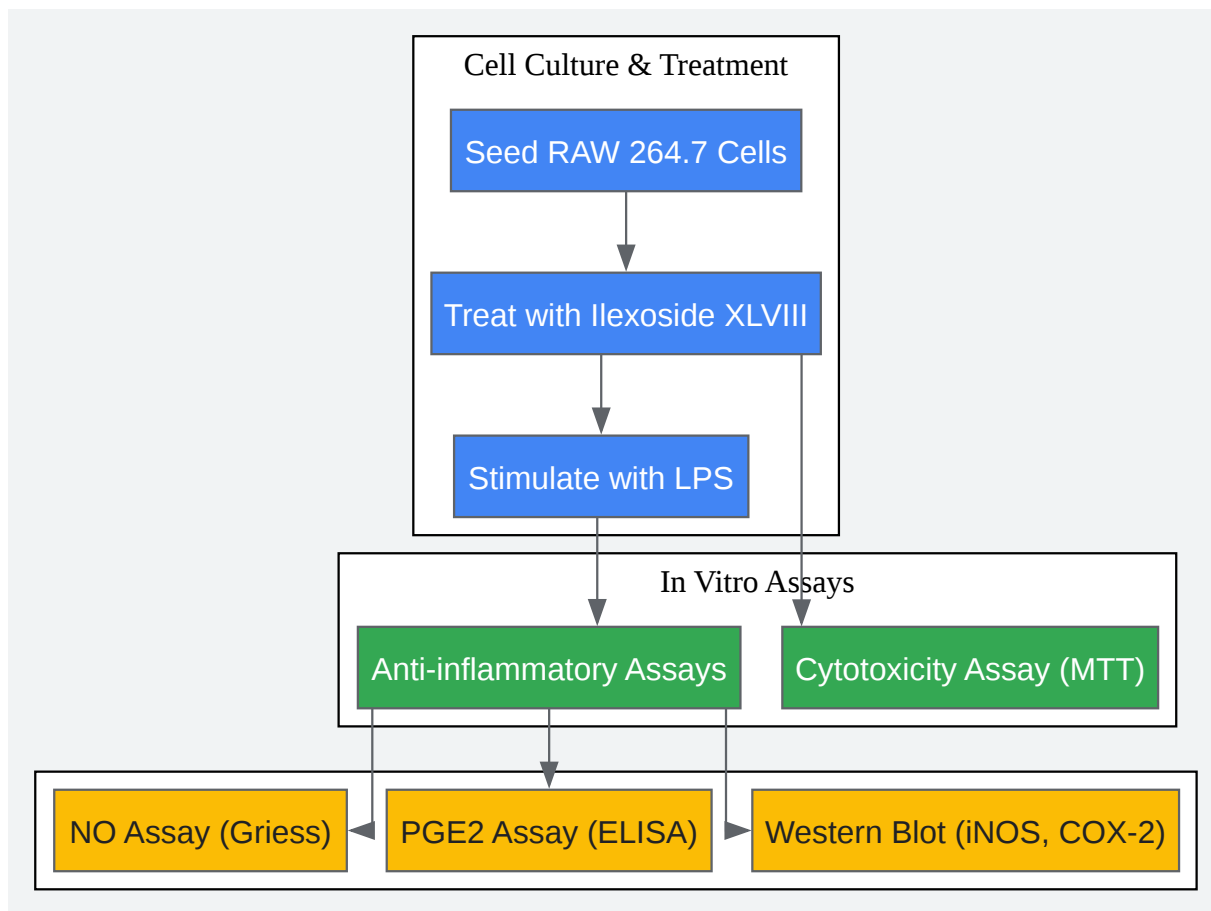 Cell Culture & Treatment
Seed RAW 264.7 Cells
Treat with Ilexoside XLVIII
Stimulate with LPS
In Vitro Assays
Anti-inflammatory Assays
Cytotoxicity Assay (MTT)
NO Assay (Griess)
PGE2 Assay (ELISA)
Western Blot (iNOS, COX-2)